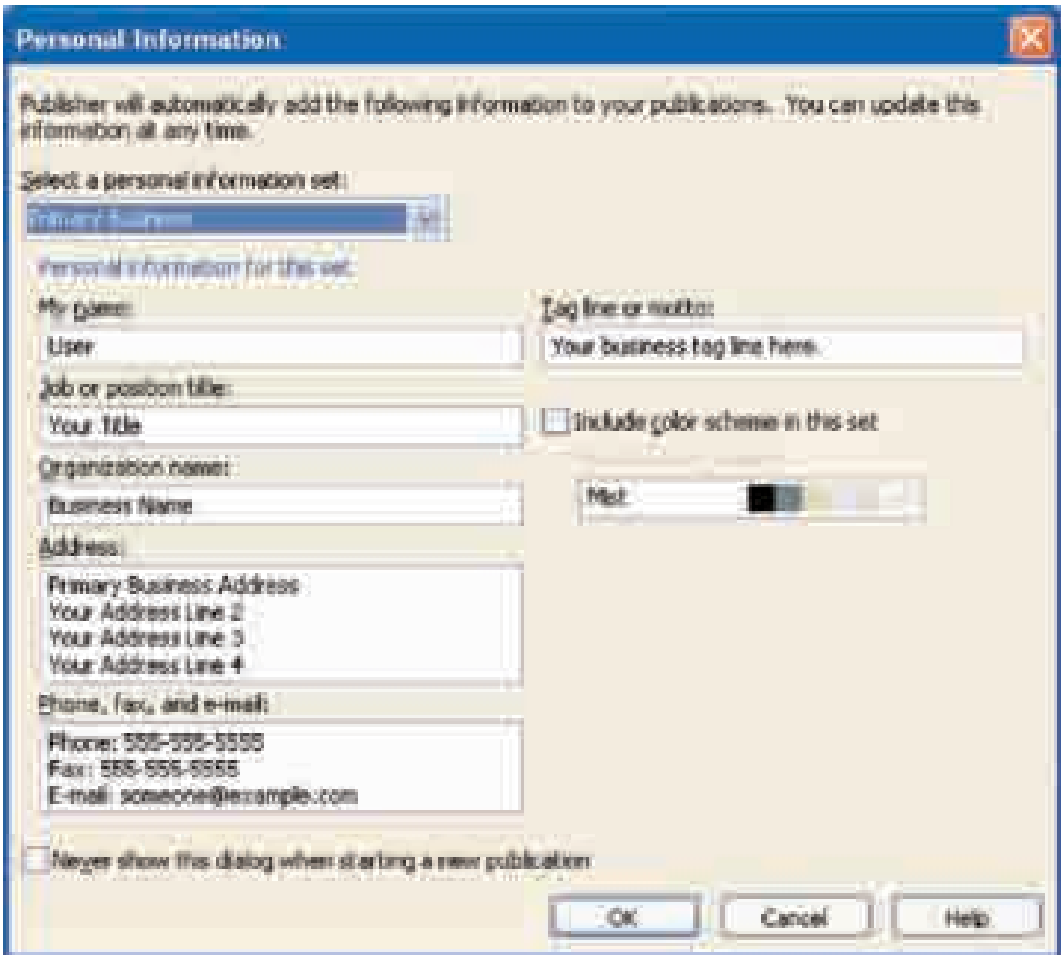 Personal Information
Publisher will automatically add the following information to your publications. You can update this
information at any time.
Select a personal information set:
Primary Business
Personal information for this set
My name:
User
Tag line or motto:
Your business tag line here.
Job or position title:
Your Title
Include color scheme in this set
Organization name:
Business Name
Mist
Address:
Primary Business Address
Your Address Line 2
Your Address Line 3
Your Address Line 4
Phone, fax, and e-mail:
Phone: 555-555-5555
Fax: 555-555-5555
E-mail: someone@example.com
Never show this dialog when starting a new publication
OK
Cancel
Help